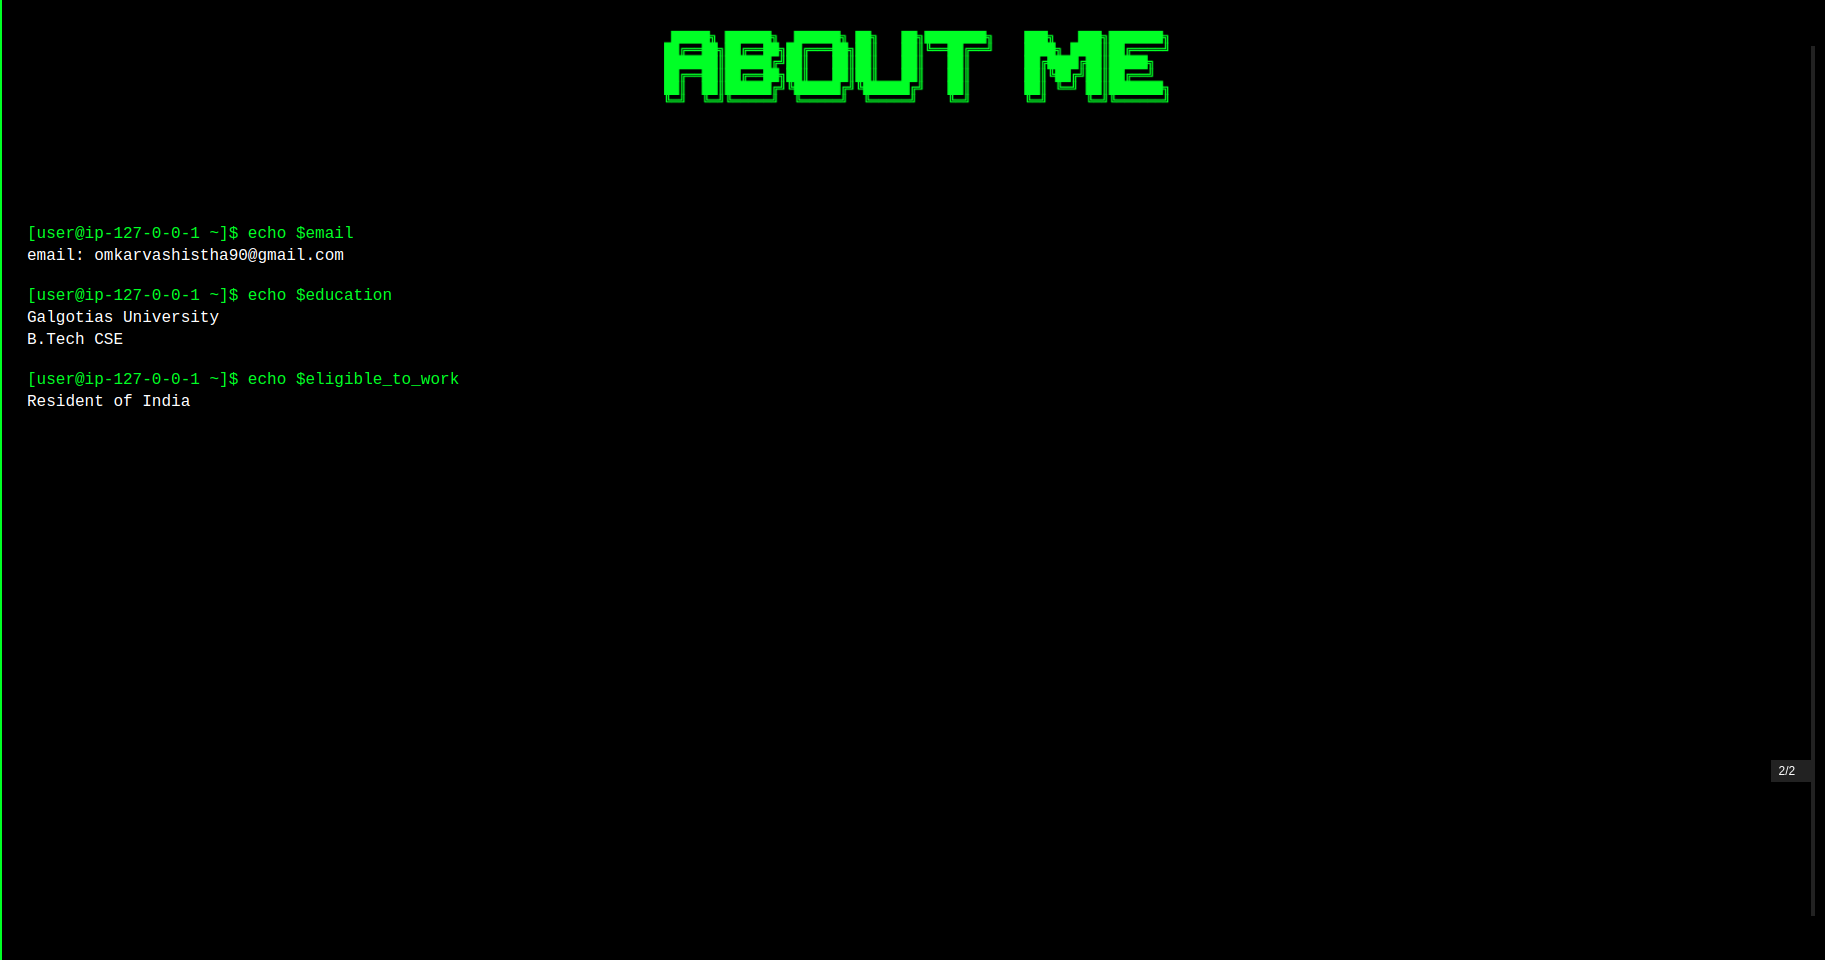 ABOUT ME
[user@ip-127-0-0-1 ~]$ echo $email
email: omkarvashistha90@gmail.com
[user@ip-127-0-0-1 ~]$ echo $education
Galgotias University
B.Tech CSE
[user@ip-127-0-0-1 ~]$ echo $eligible_to_work
Resident of India
2/2